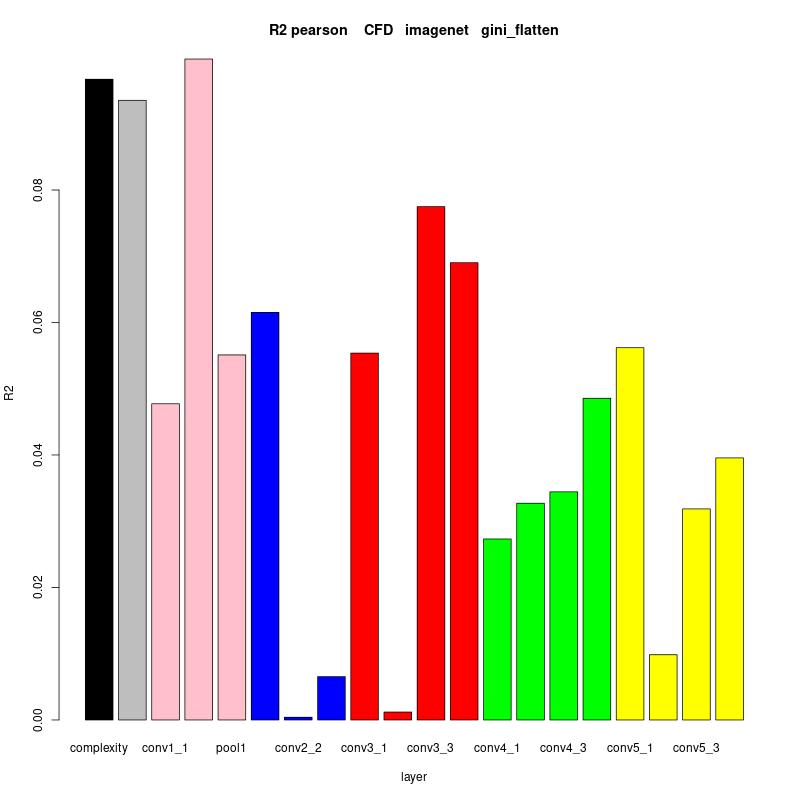 R2 pearson CFD imagenet gini_flatten
R2
0.08
0.06
0.04
0.02
0.00
complexity conv1_1 pool1 conv2_2 conv3_1 conv3_3 conv4_1 conv4_3 conv5_1 conv5_3
layer